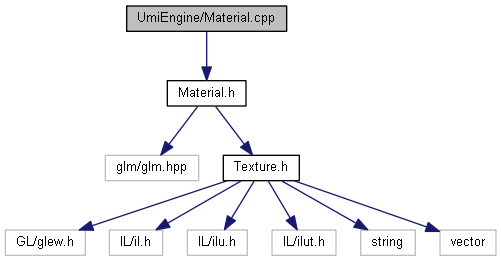 UmiEngine/Material.cpp
Material.h
glm/glm.hpp
Texture.h
GL/glew.h
IL/il.h
IL/ilu.h
IL/ilut.h
string
vector